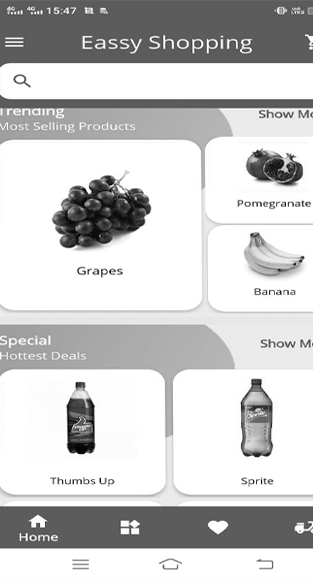 4G 4G 15:47
Eassy Shopping
Trending
Show Mo
Most Selling Products
Grapes
Pomegranate
Banana
Special
Show Mo
Hottest Deals
Sprite
Thumbs Up
Sprite
Home